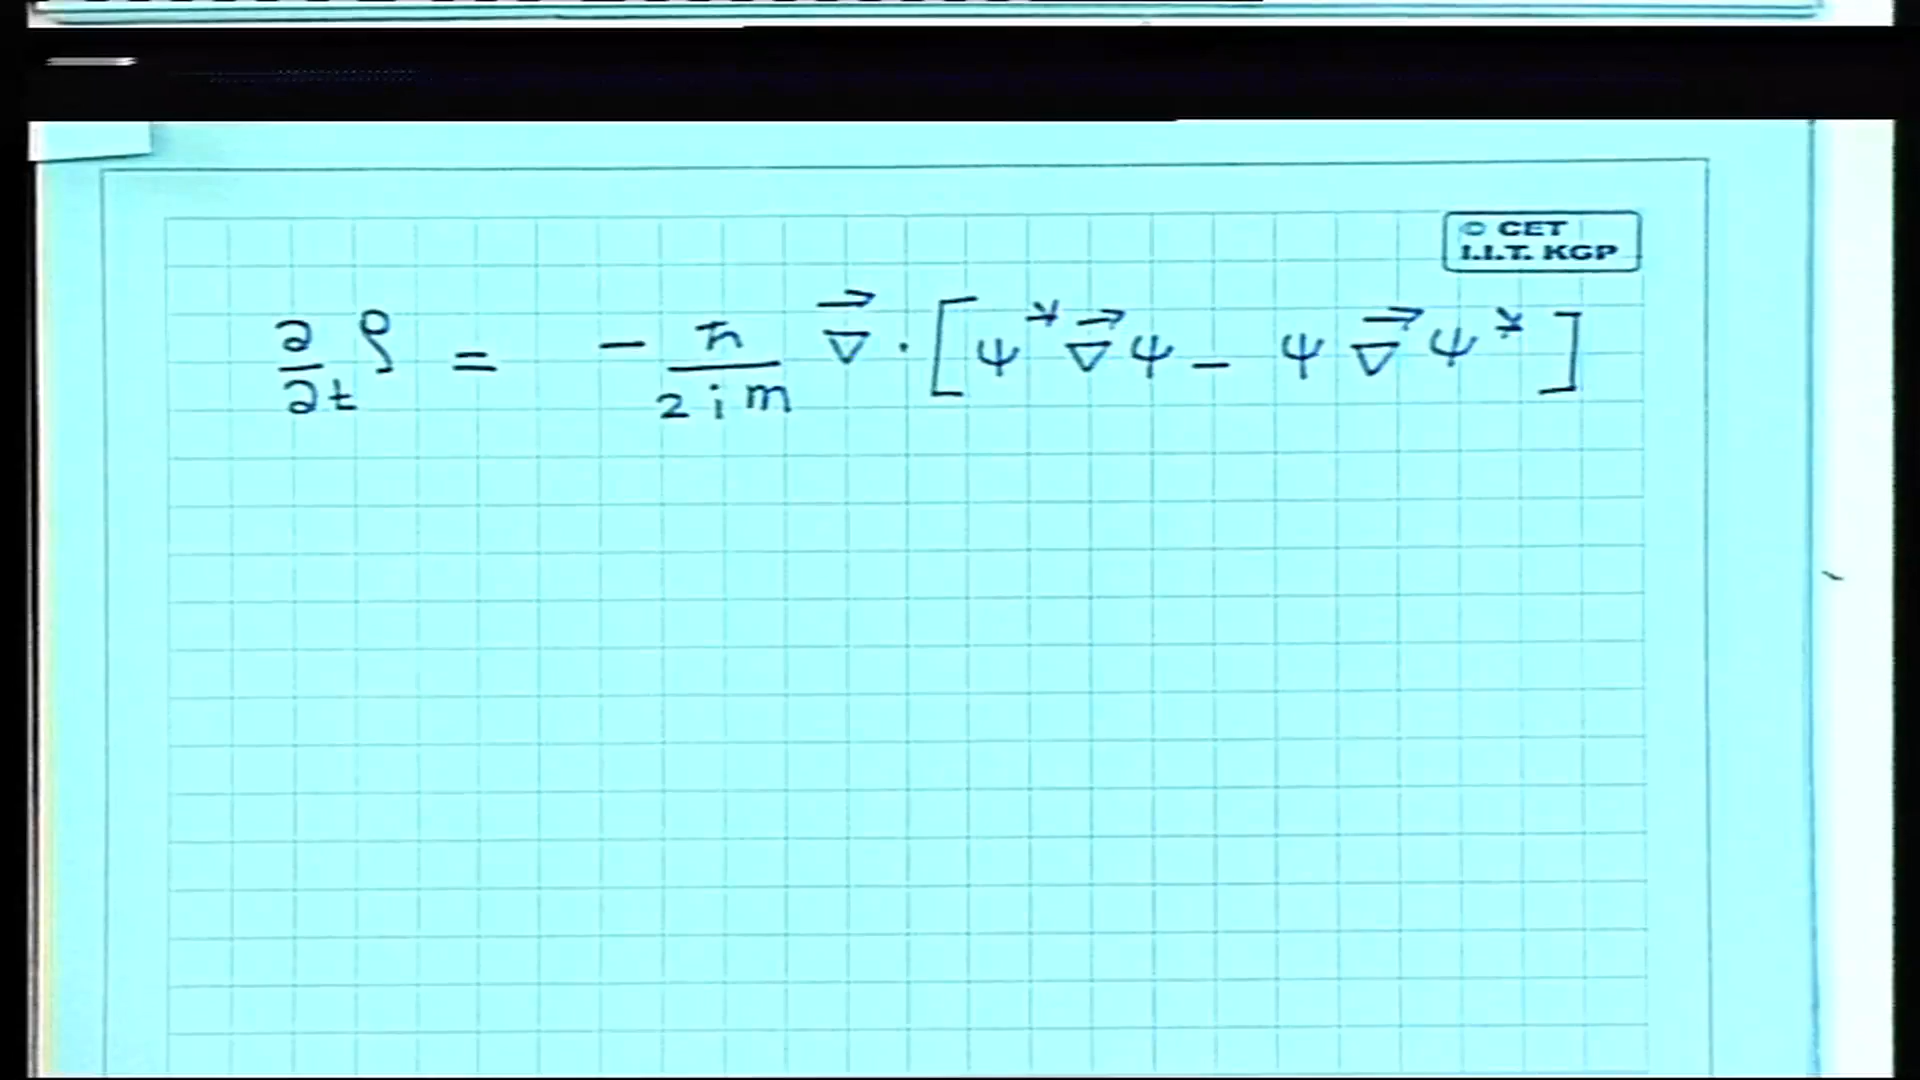 © CET
I.I.T. KGP
∂/∂t ρ = − ħ/2im ∇⃗ · [ψ* ∇⃗ψ − ψ ∇⃗ψ*]